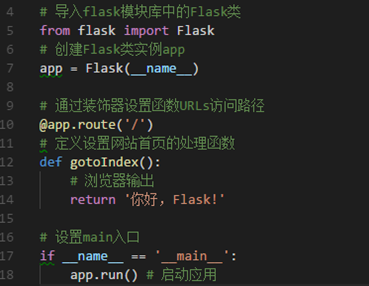 4 # 导入flask模块库中的Flask类
5 from flask import Flask
6 # 创建Flask类实例app
7 app = Flask(__name__)
8
9 # 通过装饰器设置函数URLs访问路径
10 @app.route('/')
11 # 定义设置网站首页的处理函数
12 def gotoIndex():
13     # 浏览器输出
14     return '你好，Flask!'
15
16 # 设置main入口
17 if __name__ == '__main__':
18     app.run() # 启动应用